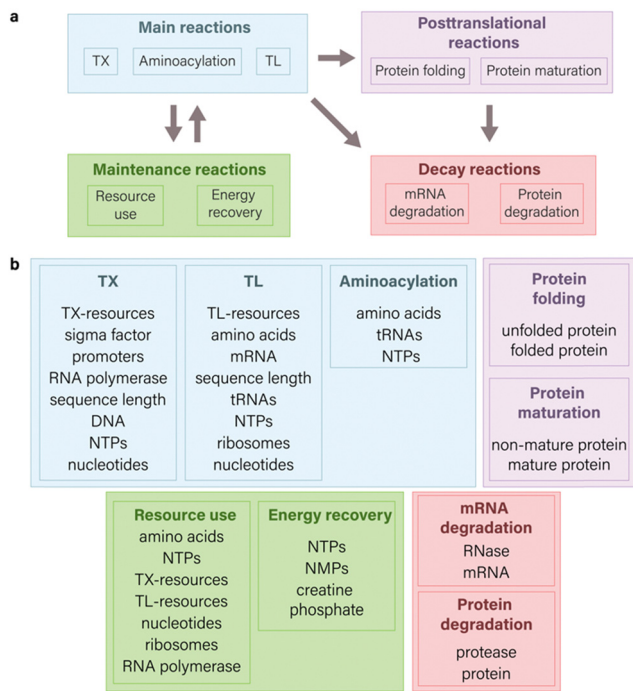 a
Main reactions
TX
Aminoacylation
TL
Posttranslational
reactions
Protein folding
Protein maturation
Maintenance reactions
Resource
use
Energy
recovery
Decay reactions
mRNA
degradation
Protein
degradation
b
TX
TX-resources
sigma factor
promoters
RNA polymerase
sequence length
DNA
NTPs
nucleotides
TL
TL-resources
amino acids
mRNA
sequence length
tRNAs
NTPs
ribosomes
nucleotides
Aminoacylation
amino acids
tRNAs
NTPs
Protein
folding
unfolded protein
folded protein
Protein
maturation
non-mature protein
mature protein
Resource use
amino acids
NTPs
TX-resources
TL-resources
nucleotides
ribosomes
RNA polymerase
Energy recovery
NTPs
NMPs
creatine
phosphate
mRNA
degradation
RNase
mRNA
Protein
degradation
protease
protein